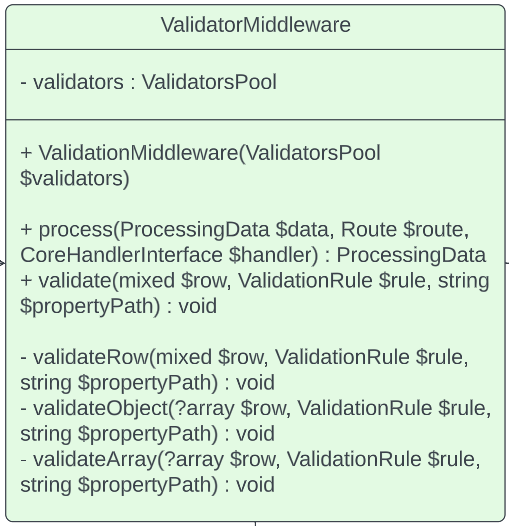 ValidatorMiddleware
- validators : ValidatorsPool
+ ValidationMiddleware(ValidatorsPool
$validators)
+ process(ProcessingData $data, Route $route,
CoreHandlerInterface $handler) : ProcessingData
+ validate(mixed $row, ValidationRule $rule, string
$propertyPath) : void
- validateRow(mixed $row, ValidationRule $rule,
string $propertyPath) : void
- validateObject(?array $row, ValidationRule $rule,
string $propertyPath) : void
- validateArray(?array $row, ValidationRule $rule,
string $propertyPath) : void